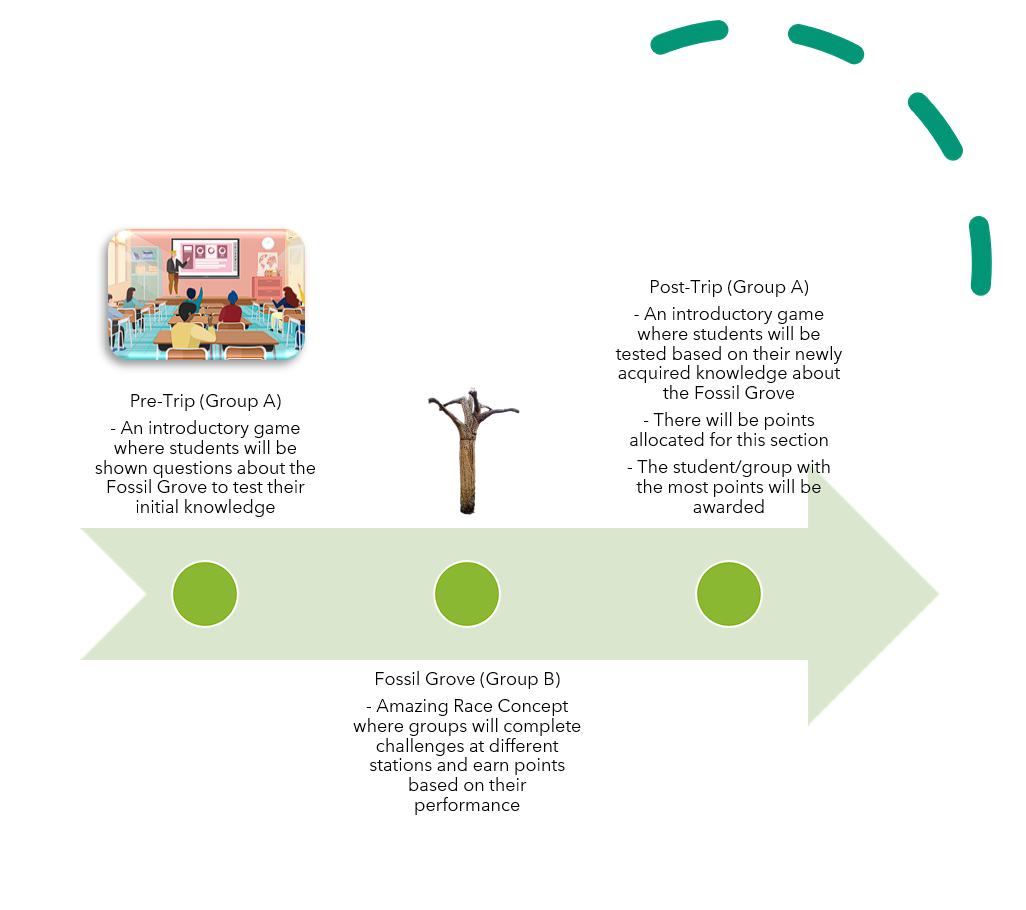 Pre-Trip (Group A)
- An introductory game
where students will be
shown questions about the
Fossil Grove to test their
initial knowledge
Fossil Grove (Group B)
- Amazing Race Concept
where groups will complete
challenges at different
stations and earn points
based on their
performance
Post-Trip (Group A)
- An introductory game
where students will be
tested based on their newly
acquired knowledge about
the Fossil Grove
- There will be points
allocated for this section
- The student/group with
the most points will be
awarded